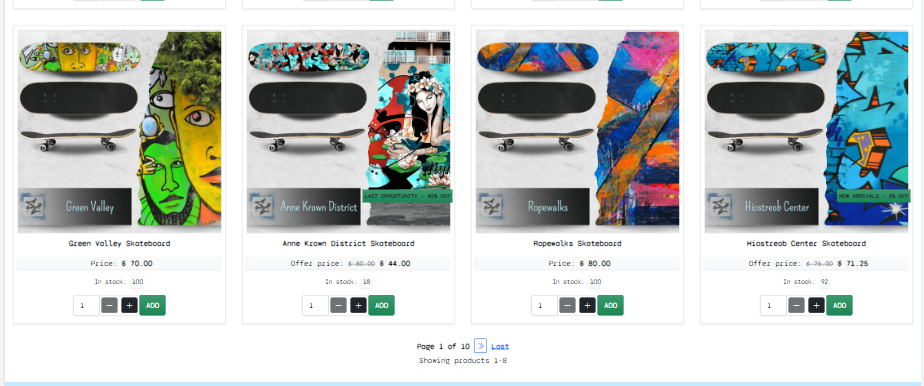 Green Valley
LAST OPPORTUNITY - 45% OFF
Anne Krown District
Ropewalks
NEW ARRIVALS - 5% OFF
Hiostreob Center
Green Valley Skateboard
Price: $ 70.00
In stock: 100
1 − + ADD
Anne Krown District Skateboard
Offer price: $ 80.00 $ 44.00
In stock: 18
1 − + ADD
Ropewalks Skateboard
Price: $ 80.00
In stock: 100
1 − + ADD
Hiostreob Center Skateboard
Offer price: $ 75.00 $ 71.25
In stock: 92
1 − + ADD
Page 1 of 10 » Last
Showing products 1-8